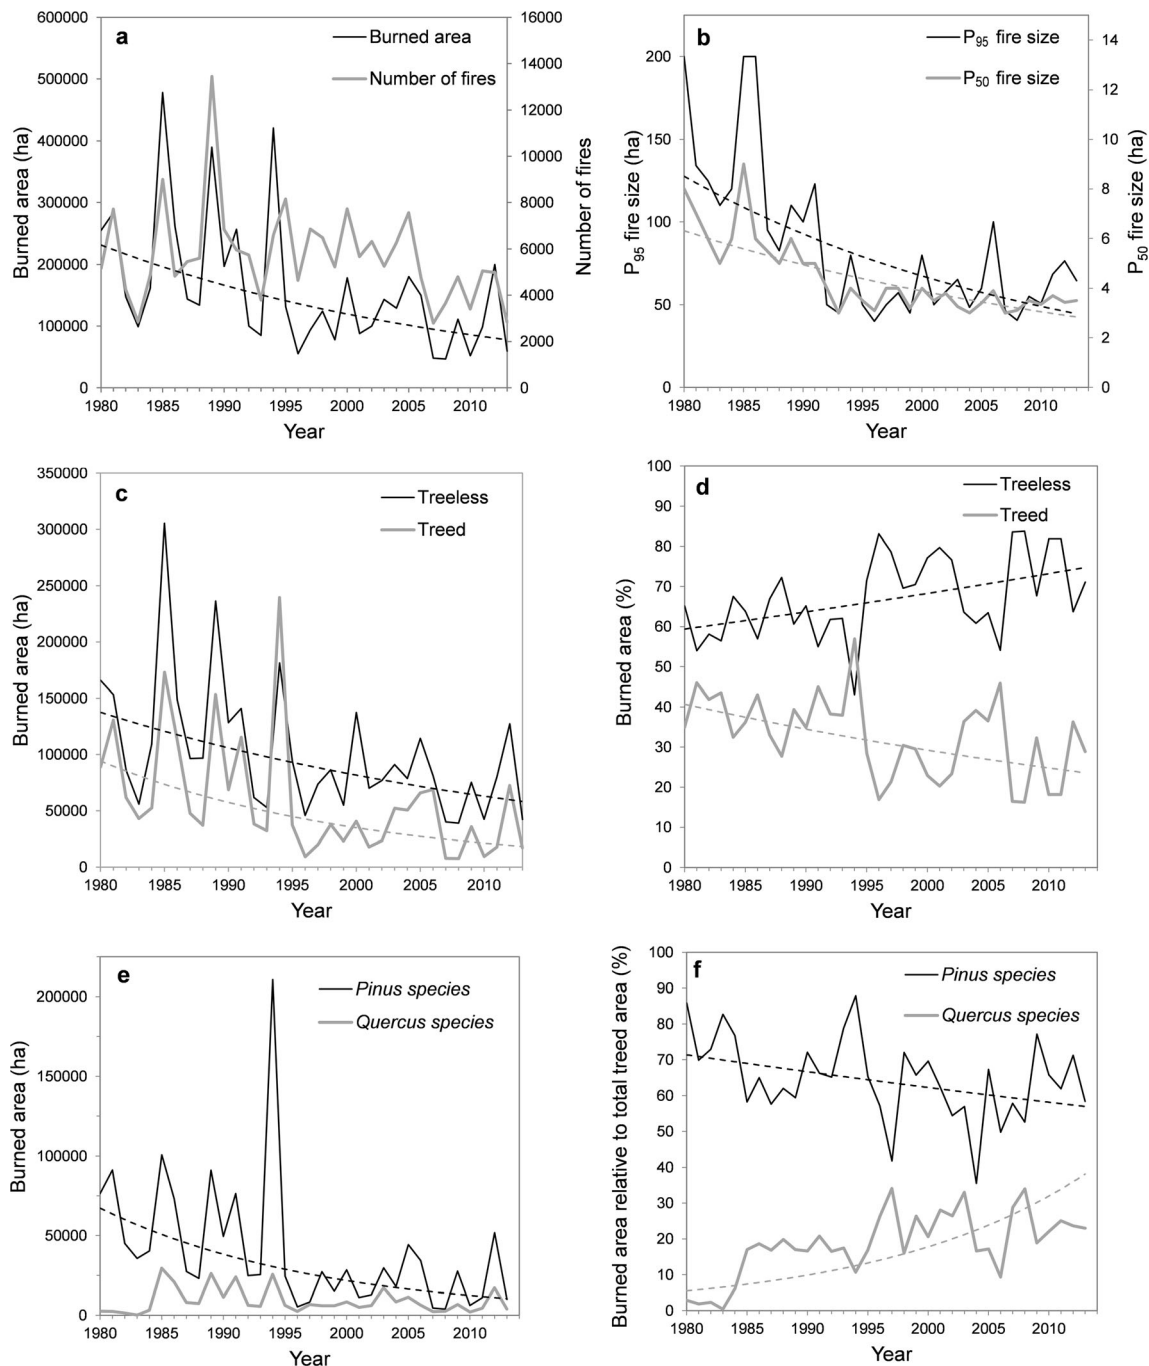 a
Burned area
Number of fires
600000
500000
400000
300000
200000
100000
0
16000
14000
12000
10000
8000
6000
4000
2000
0
Burned area (ha)
Number of fires
1980 1985 1990 1995 2000 2005 2010
Year
b
P95 fire size
P50 fire size
200
150
100
50
0
14
12
10
8
6
4
2
0
P95 fire size (ha)
P50 fire size (ha)
1980 1985 1990 1995 2000 2005 2010
Year
c
Treeless
Treed
350000
300000
250000
200000
150000
100000
50000
0
Burned area (ha)
1980 1985 1990 1995 2000 2005 2010
Year
d
Treeless
Treed
100
90
80
70
60
50
40
30
20
10
0
Burned area (%)
1980 1985 1990 1995 2000 2005 2010
Year
e
Pinus species
Quercus species
200000
150000
100000
50000
0
Burned area (ha)
1980 1985 1990 1995 2000 2005 2010
Year
f
Pinus species
Quercus species
100
90
80
70
60
50
40
30
20
10
0
Burned area relative to total treed area (%)
1980 1985 1990 1995 2000 2005 2010
Year